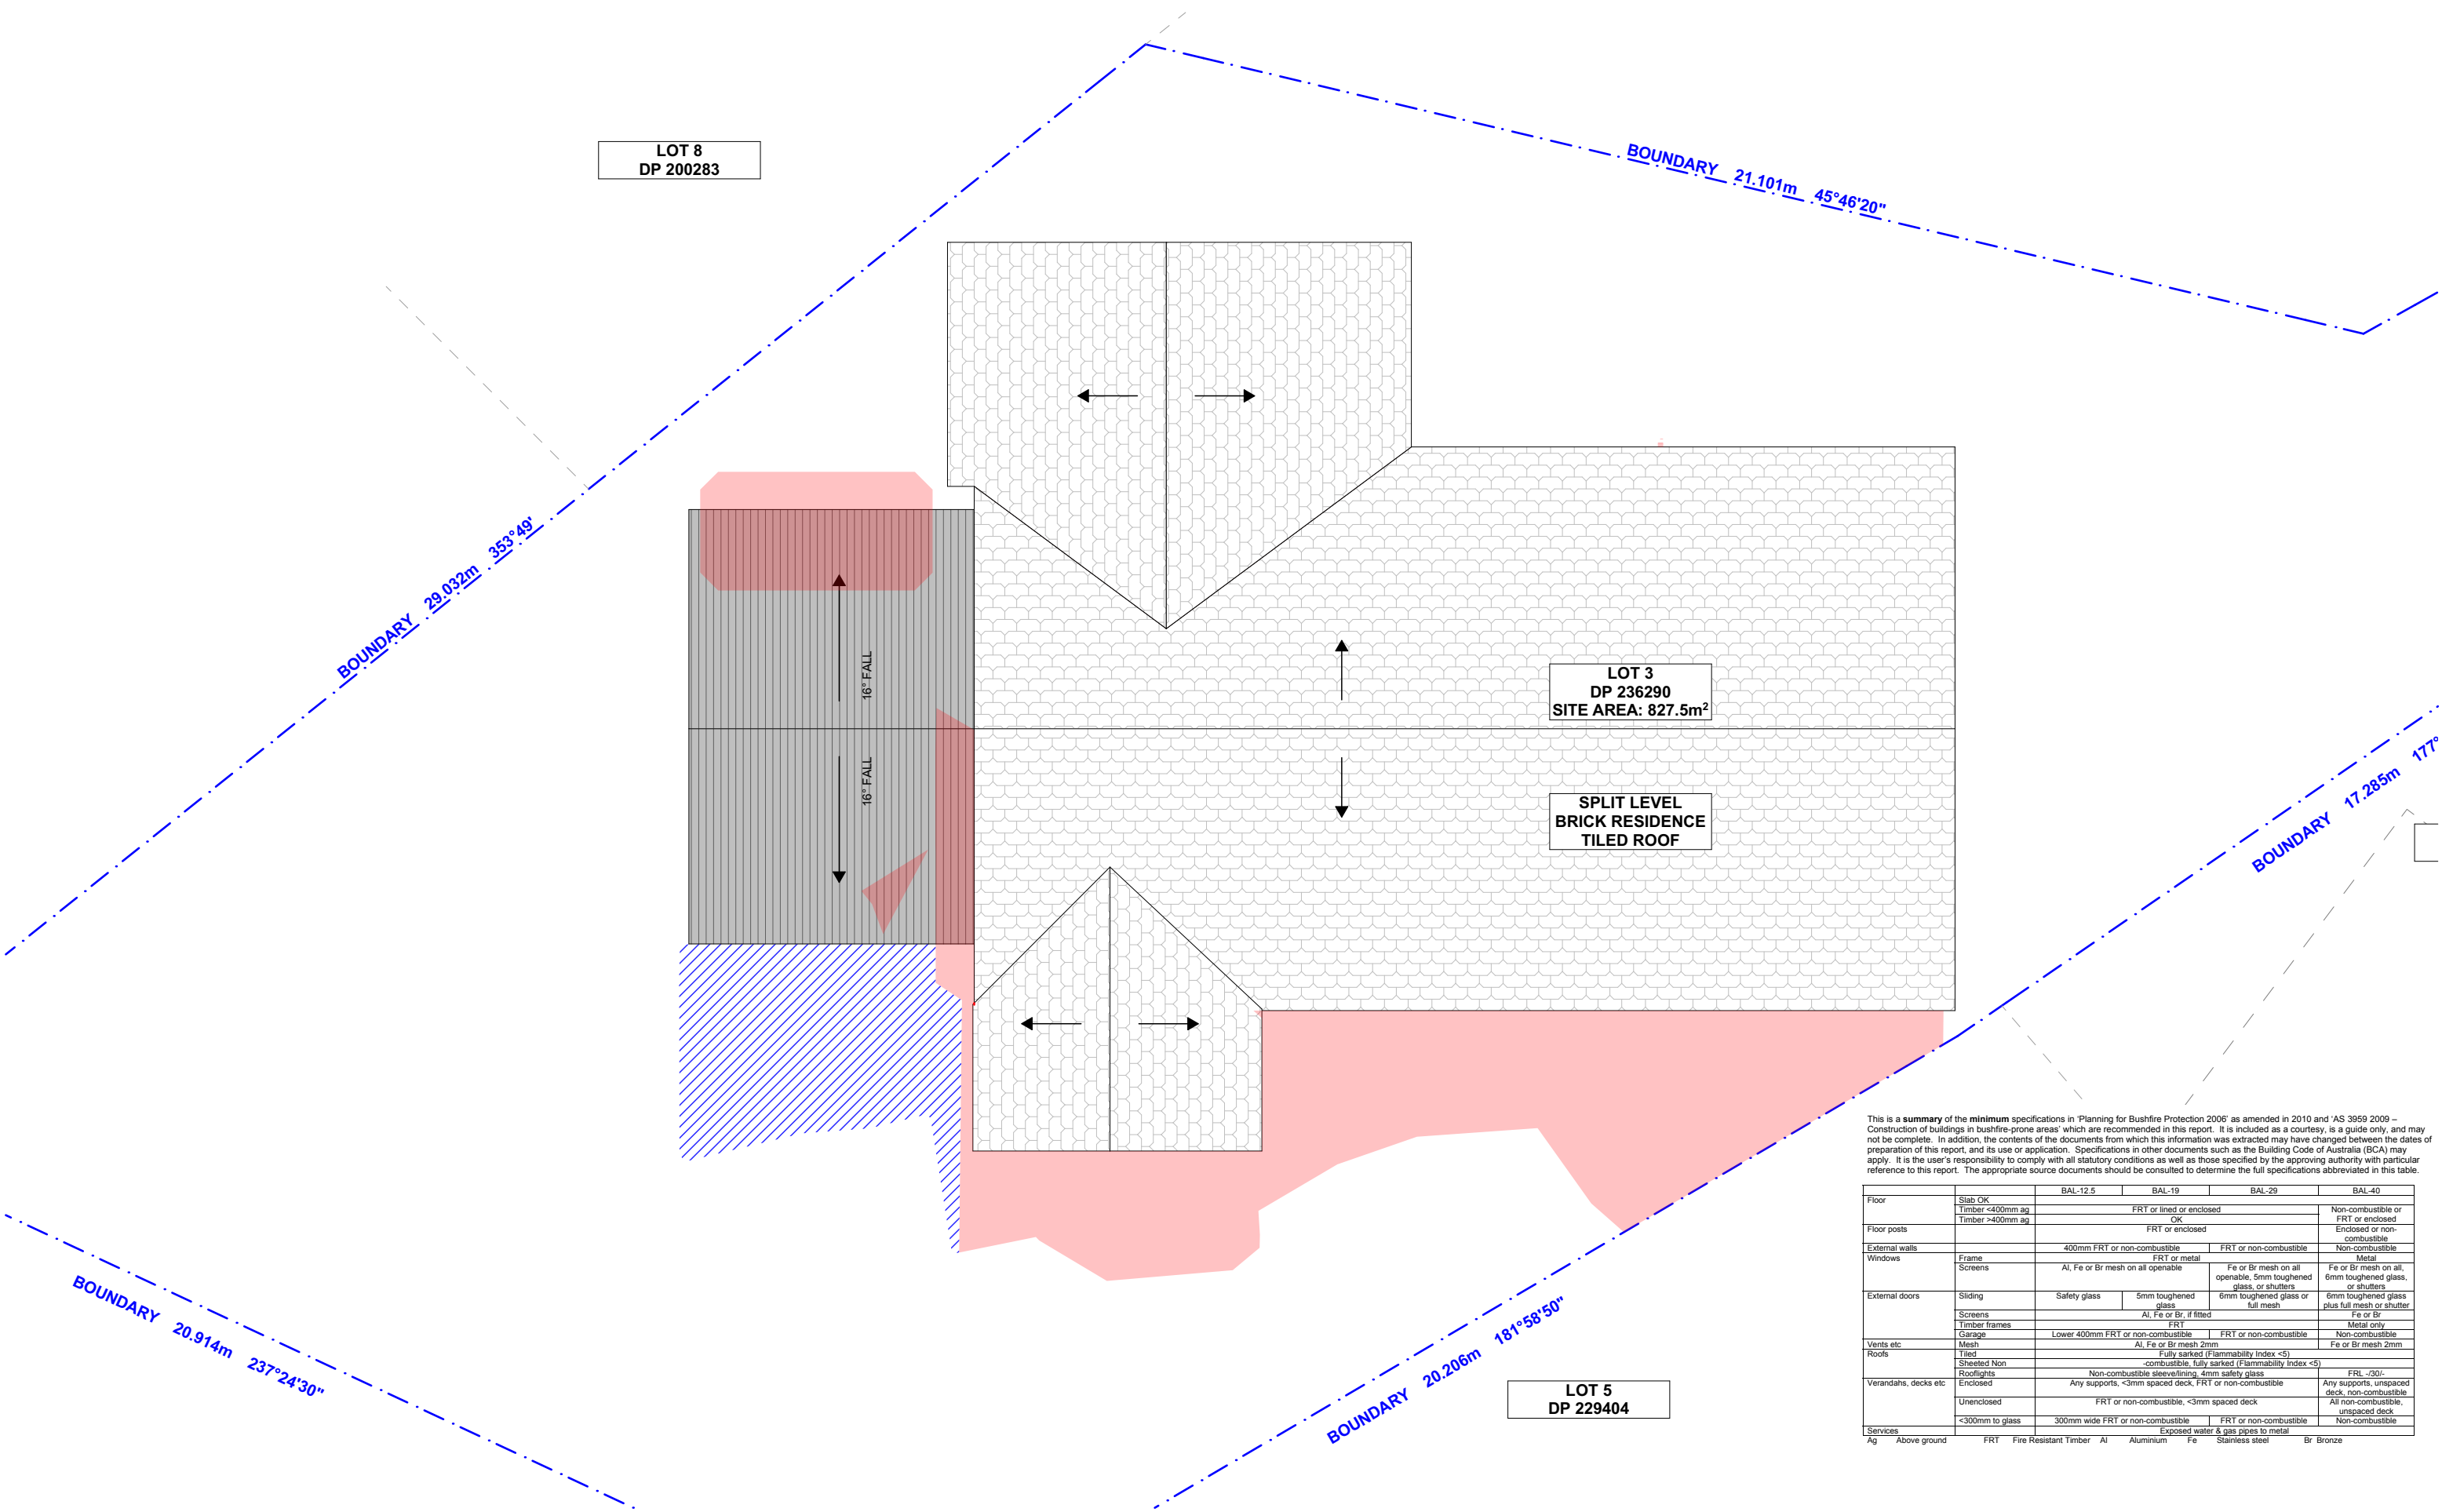 LOT 8
DP 200283
BOUNDARY 21.101m 45°46'20"
BOUNDARY 29.032m 353°49'
16° FALL
16° FALL
LOT 3
DP 236290
SITE AREA: 827.5m²
SPLIT LEVEL
BRICK RESIDENCE
TILED ROOF
BOUNDARY 17.285m 177°
BOUNDARY 20.914m 237°24'30"
BOUNDARY 20.206m 181°58'50"
LOT 5
DP 229404
This is a summary of the minimum specifications in 'Planning for Bushfire Protection 2006' as amended in 2010 and 'AS 3959 2009 –
Construction of buildings in bushfire-prone areas' which are recommended in this report. It is included as a courtesy, is a guide only, and may
not be complete. In addition, the contents of the documents from which this information was extracted may have changed between the dates of
preparation of this report, and its use or application. Specifications in other documents such as the Building Code of Australia (BCA) may
apply. It is the user's responsibility to comply with all statutory conditions as well as those specified by the approving authority with particular
reference to this report. The appropriate source documents should be consulted to determine the full specifications abbreviated in this table.
BAL-12.5 BAL-19 BAL-29 BAL-40
Floor Slab OK
Timber <400mm ag FRT or lined or enclosed Non-combustible or
Timber >400mm ag OK FRT or enclosed
Floor posts FRT or enclosed Enclosed or non-
combustible
External walls 400mm FRT or non-combustible FRT or non-combustible Non-combustible
Windows Frame FRT or metal Metal
Screens Al, Fe or Br mesh on all openable Fe or Br mesh on all Fe or Br mesh on all,
openable, 5mm toughened 6mm toughened glass,
glass, or shutters or shutters
External doors Sliding Safety glass 5mm toughened 6mm toughened glass or 6mm toughened glass
glass full mesh plus full mesh or shutter
Screens Al, Fe or Br, if fitted Fe or Br
Timber frames FRT Metal only
Garage Lower 400mm FRT or non-combustible FRT or non-combustible Non-combustible
Vents etc Mesh Al, Fe or Br mesh 2mm Fe or Br mesh 2mm
Roofs Tiled Fully sarked (Flammability Index <5)
Sheeted Non -combustible, fully sarked (Flammability Index <5)
Rooflights Non-combustible sleeve/lining, 4mm safety glass FRL -/30/-
Verandahs, decks etc Enclosed Any supports, <3mm spaced deck, FRT or non-combustible Any supports, unspaced
deck, non-combustible
Unenclosed FRT or non-combustible, <3mm spaced deck All non-combustible,
unspaced deck
<300mm to glass 300mm wide FRT or non-combustible FRT or non-combustible Non-combustible
Services Exposed water & gas pipes to metal
Ag Above ground FRT Fire Resistant Timber Al Aluminium Fe Stainless steel Br Bronze